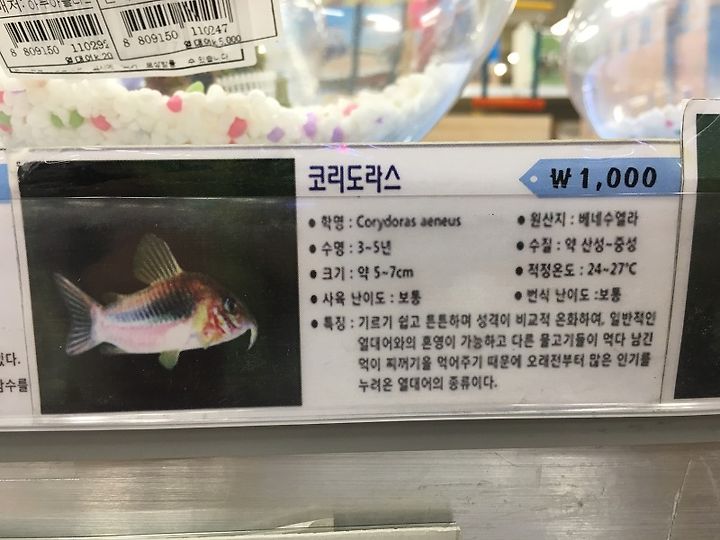 8 809150 110292
8 809150 110247
코리도라스
₩1,000
• 학명 : Corydoras aeneus
• 원산지 : 베네수엘라
• 수명 : 3~5년
• 수질 : 약 산성~중성
• 크기 : 약 5~7cm
• 적정온도 : 24~27℃
• 사육 난이도 : 보통
• 번식 난이도 :보통
• 특징 : 기르기 쉽고 튼튼하며 성격이 비교적 온화하여, 일반적인
열대어와의 혼영이 가능하고 다른 물고기들이 먹다 남긴
먹이 찌꺼기을 먹어주기 때문에 오래전부터 많은 인기를
누려온 열대어의 종류이다.